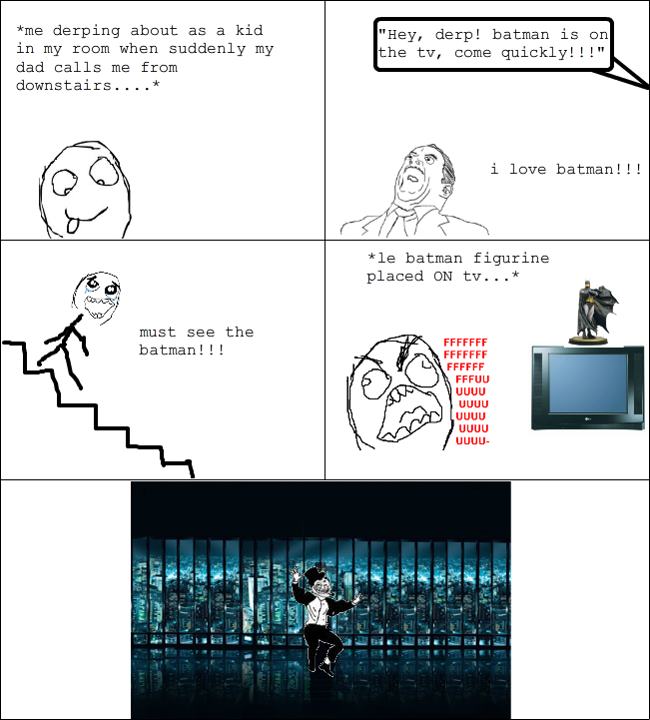 *me derping about as a kid
in my room when suddenly my
dad calls me from
downstairs....*
"Hey, derp! batman is on
the tv, come quickly!!!"
i love batman!!!
must see the
batman!!!
*le batman figurine
placed ON tv...*
FFFFFFF
FFFFFFF
FFFFFF
FFFUU
UUUU
UUUU
UUUU
UUUU
UUUU-